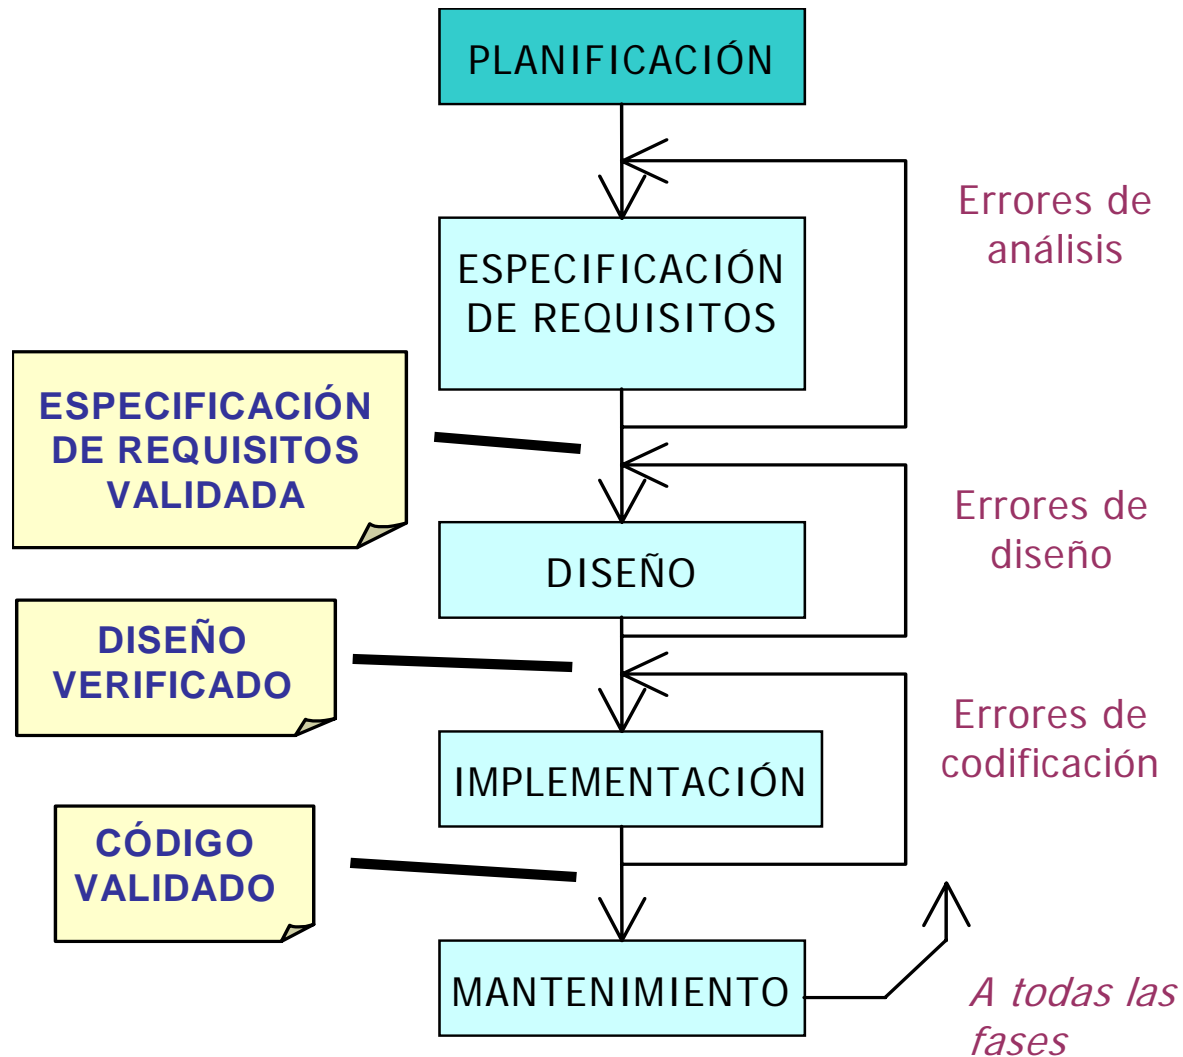 PLANIFICACIÓN
Errores de
análisis
ESPECIFICACIÓN
DE REQUISITOS
ESPECIFICACIÓN
DE REQUISITOS
VALIDADA
Errores de
diseño
DISEÑO
DISEÑO
VERIFICADO
Errores de
codificación
IMPLEMENTACIÓN
CÓDIGO
VALIDADO
MANTENIMIENTO
A todas las
fases